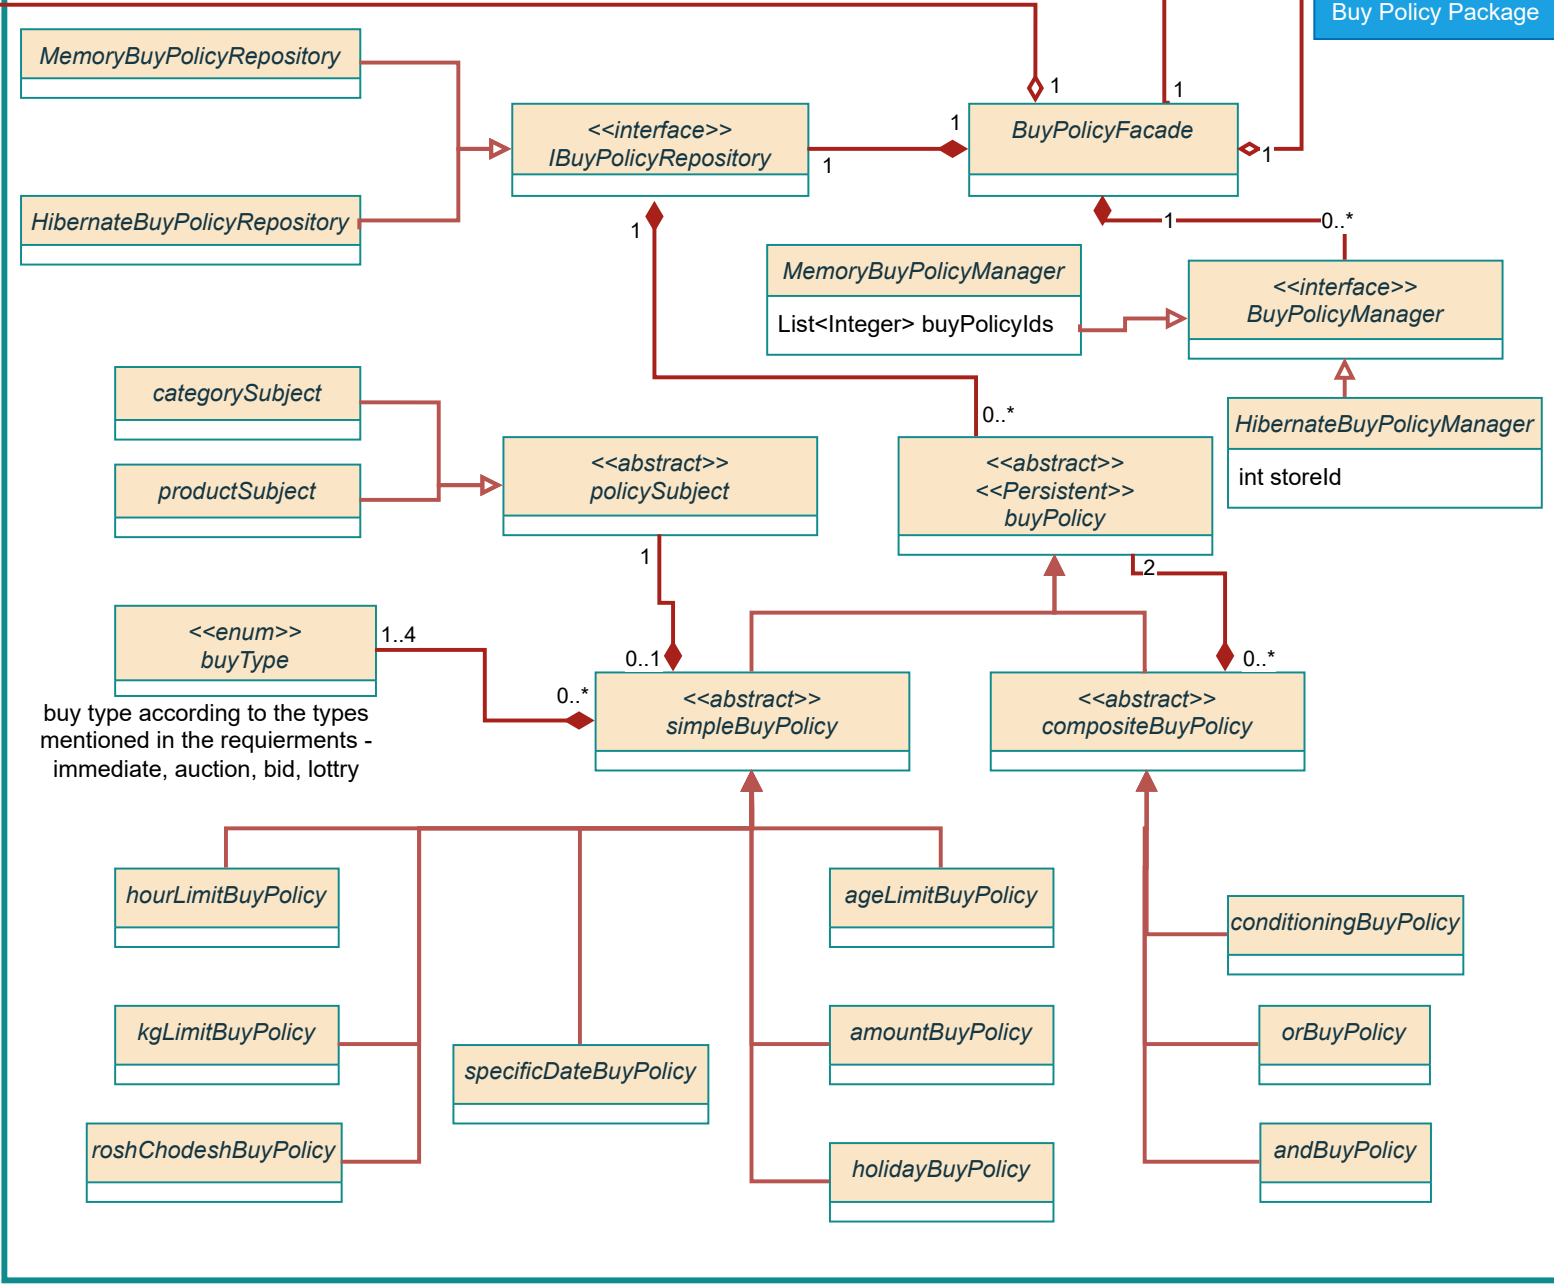 Buy Policy Package
MemoryBuyPolicyRepository
1
1
<<interface>>
IBuyPolicyRepository
1
1
BuyPolicyFacade
1
HibernateBuyPolicyRepository
1
1
0..*
MemoryBuyPolicyManager
List<Integer> buyPolicyIds
<<interface>>
BuyPolicyManager
categorySubject
0..*
HibernateBuyPolicyManager
int storeId
productSubject
<<abstract>>
policySubject
<<abstract>>
<<Persistent>>
buyPolicy
1
2
<<enum>>
buyType
1..4
0..1
0..*
0..*
buy type according to the types
mentioned in the requierments -
immediate, auction, bid, lottry
<<abstract>>
simpleBuyPolicy
<<abstract>>
compositeBuyPolicy
hourLimitBuyPolicy
ageLimitBuyPolicy
conditioningBuyPolicy
kgLimitBuyPolicy
specificDateBuyPolicy
amountBuyPolicy
orBuyPolicy
roshChodeshBuyPolicy
holidayBuyPolicy
andBuyPolicy